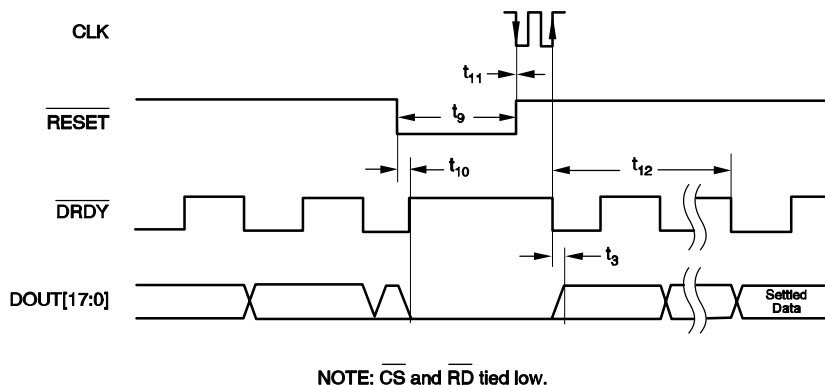 CLK
t11
RESET
t9
t10
t12
DRDY
t3
DOUT[17:0]
Settled
Data
NOTE: CS and RD tied low.